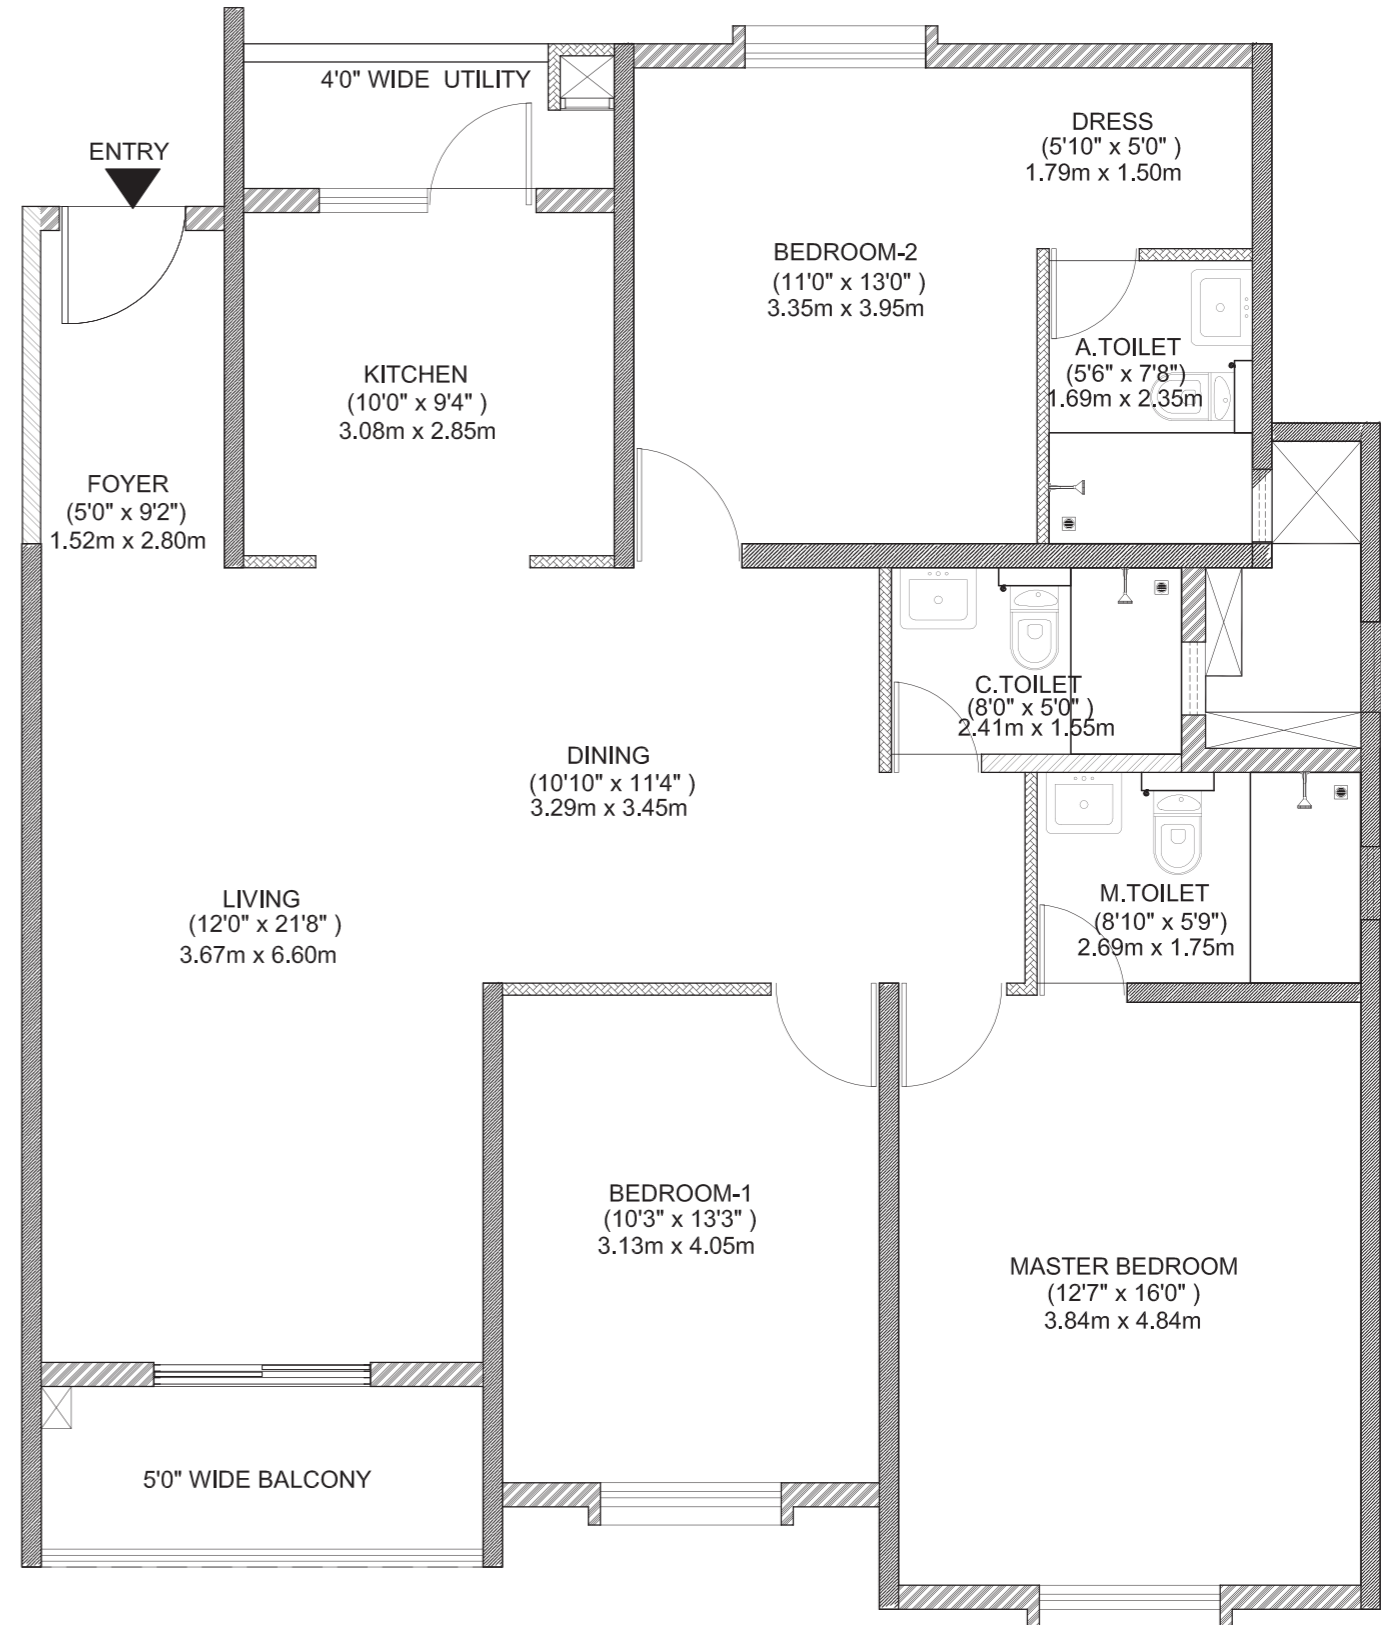 4'0" WIDE UTILITY
ENTRY
DRESS
(5'10" x 5'0" )
1.79m x 1.50m
BEDROOM-2
(11'0" x 13'0" )
3.35m x 3.95m
A.TOILET
(5'6" x 7'8")
1.69m x 2.35m
KITCHEN
(10'0" x 9'4" )
3.08m x 2.85m
FOYER
(5'0" x 9'2")
1.52m x 2.80m
C.TOILET
(8'0" x 5'0" )
2.41m x 1.55m
DINING
(10'10" x 11'4" )
3.29m x 3.45m
LIVING
(12'0" x 21'8" )
3.67m x 6.60m
M.TOILET
(8'10" x 5'9")
2.69m x 1.75m
BEDROOM-1
(10'3" x 13'3" )
3.13m x 4.05m
MASTER BEDROOM
(12'7" x 16'0" )
3.84m x 4.84m
5'0" WIDE BALCONY